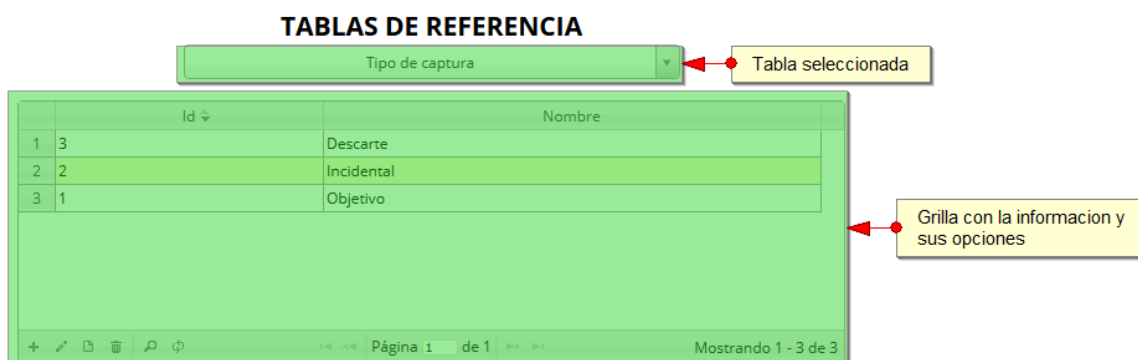 TABLAS DE REFERENCIA
Tipo de captura
Tabla seleccionada
Id Nombre
1 3 Descarte
2 2 Incidental
3 1 Objetivo
Grilla con la informacion y
sus opciones
Página 1 de 1 Mostrando 1 - 3 de 3